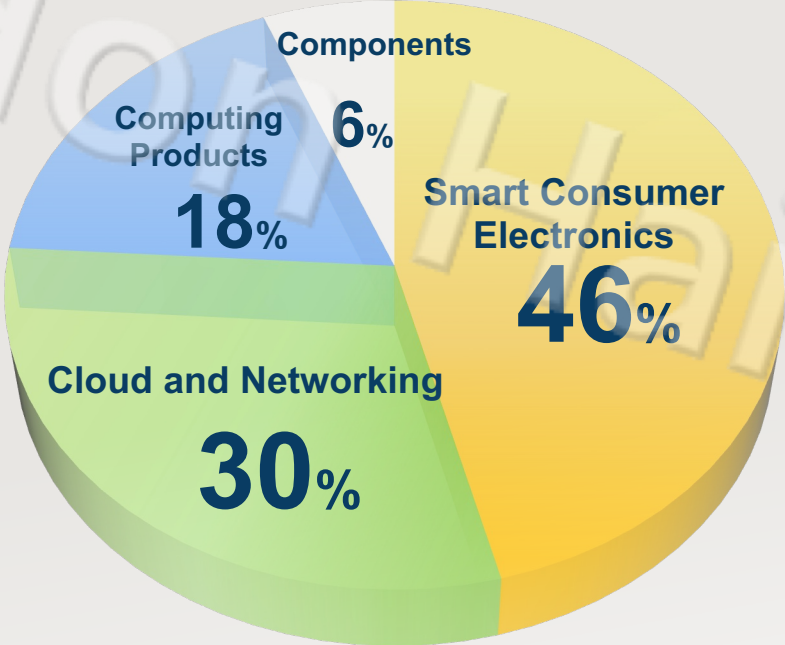 Components
6%
Computing
Products
18%
Smart Consumer
Electronics
46%
Cloud and Networking
30%